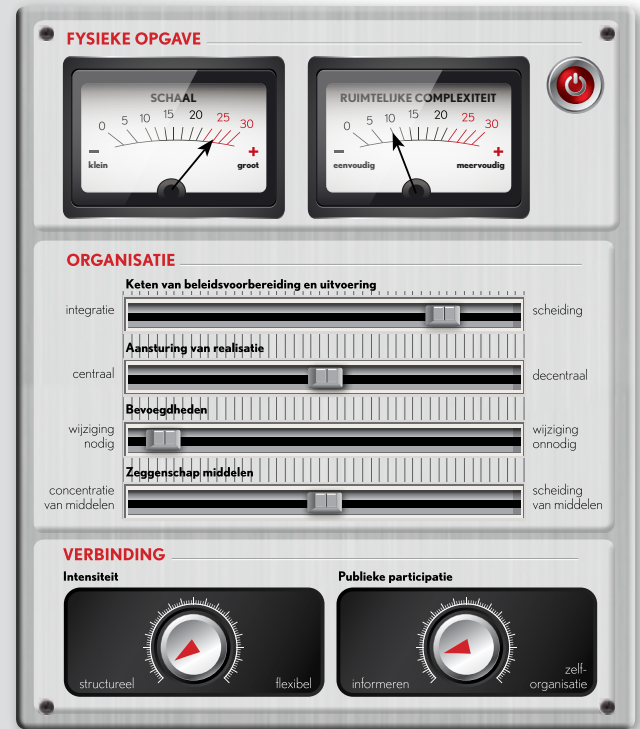 FYSIEKE OPGAVE
SCHAAL
0 5 10 15 20 25 30
− +
klein groot
RUIMTELIJKE COMPLEXITEIT
0 5 10 15 20 25 30
− +
eenvoudig meervoudig
ORGANISATIE
Keten van beleidsvoorbereiding en uitvoering
integratie scheiding
Aansturing van realisatie
centraal decentraal
Bevoegdheden
wijziging wijziging
nodig onnodig
Zeggenschap middelen
concentratie scheiding
van middelen van middelen
VERBINDING
Intensiteit
structureel flexibel
Publieke participatie
zelf-
informeren organisatie